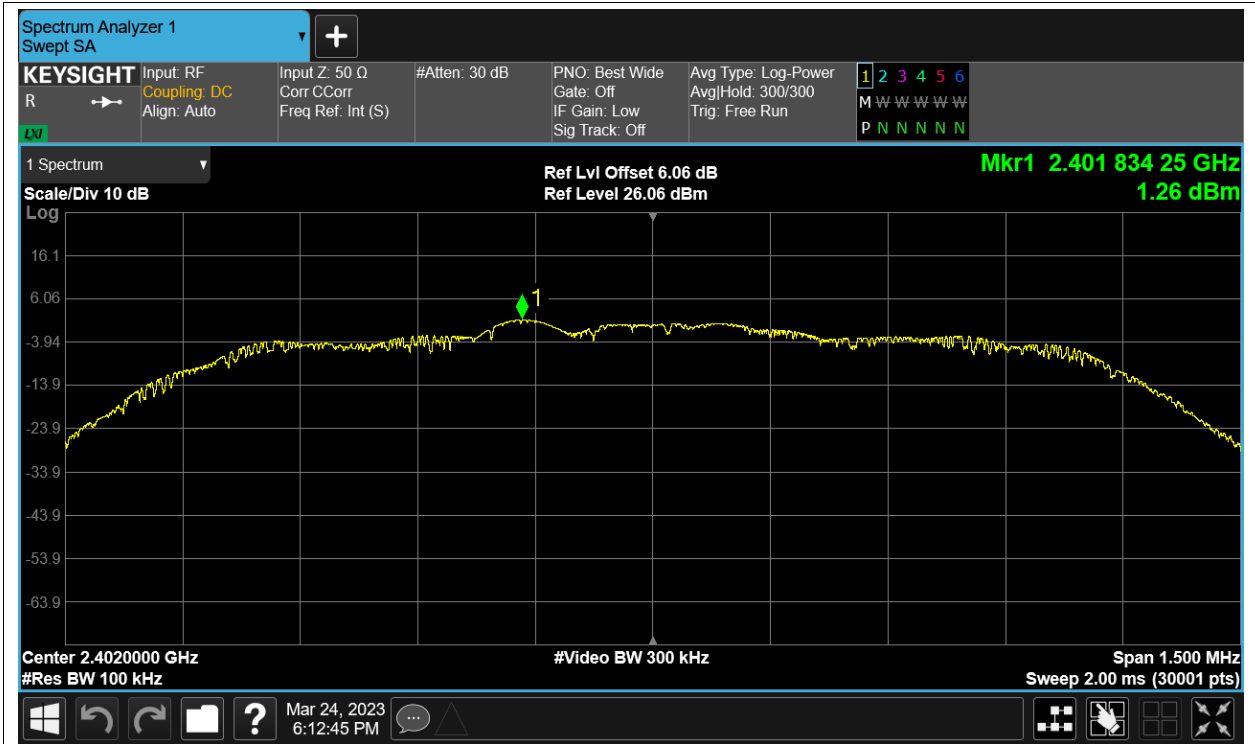 Spectrum Analyzer 1
Swept SA
KEYSIGHT
R
LXI
Input: RF
Coupling: DC
Align: Auto
Input Z: 50 Ω
Corr CCorr
Freq Ref: Int (S)
#Atten: 30 dB
PNO: Best Wide
Gate: Off
IF Gain: Low
Sig Track: Off
Avg Type: Log-Power
Avg|Hold: 300/300
Trig: Free Run
1 2 3 4 5 6
M W W W W W
P N N N N N
1 Spectrum
Scale/Div 10 dB
Log
Ref Lvl Offset 6.06 dB
Ref Level 26.06 dBm
Mkr1 2.401 834 25 GHz
1.26 dBm
16.1
6.06
1
-3.94
-13.9
-23.9
-33.9
-43.9
-53.9
-63.9
Center 2.4020000 GHz
#Video BW 300 kHz
Span 1.500 MHz
#Res BW 100 kHz
Sweep 2.00 ms (30001 pts)
?
Mar 24, 2023
6:12:45 PM